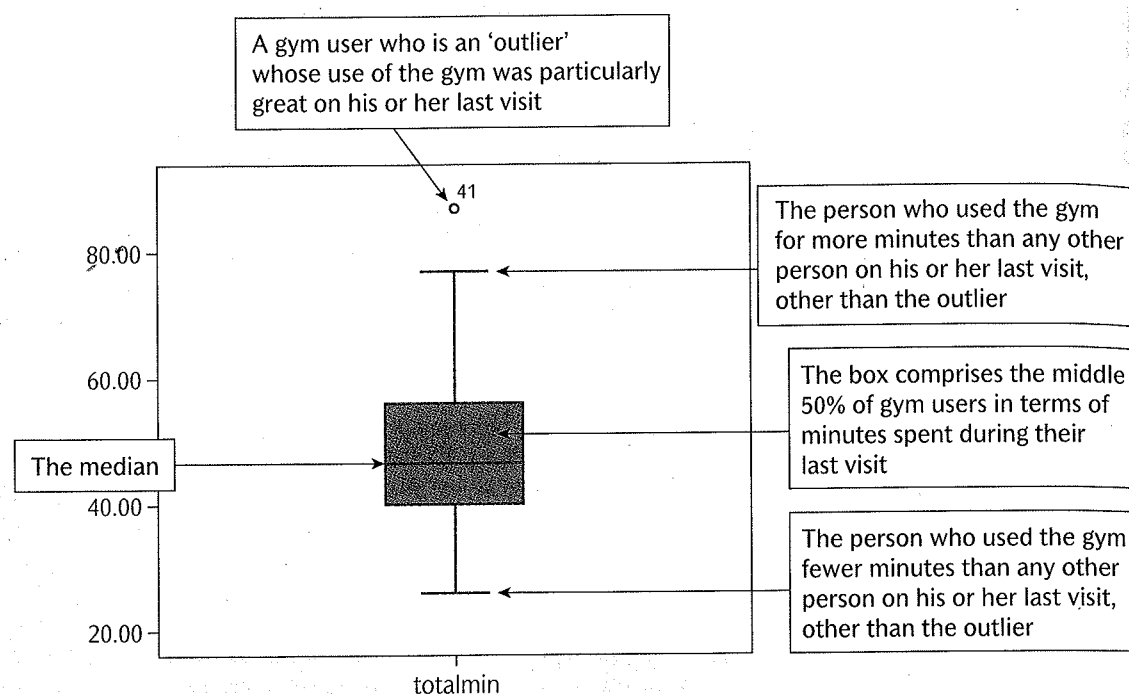 A gym user who is an ‘outlier’
whose use of the gym was particularly
great on his or her last visit
41
The person who used the gym
for more minutes than any other
person on his or her last visit,
other than the outlier
80.00
60.00
The box comprises the middle
50% of gym users in terms of
minutes spent during their
last visit
The median
40.00
The person who used the gym
fewer minutes than any other
person on his or her last visit,
other than the outlier
20.00
totalmin